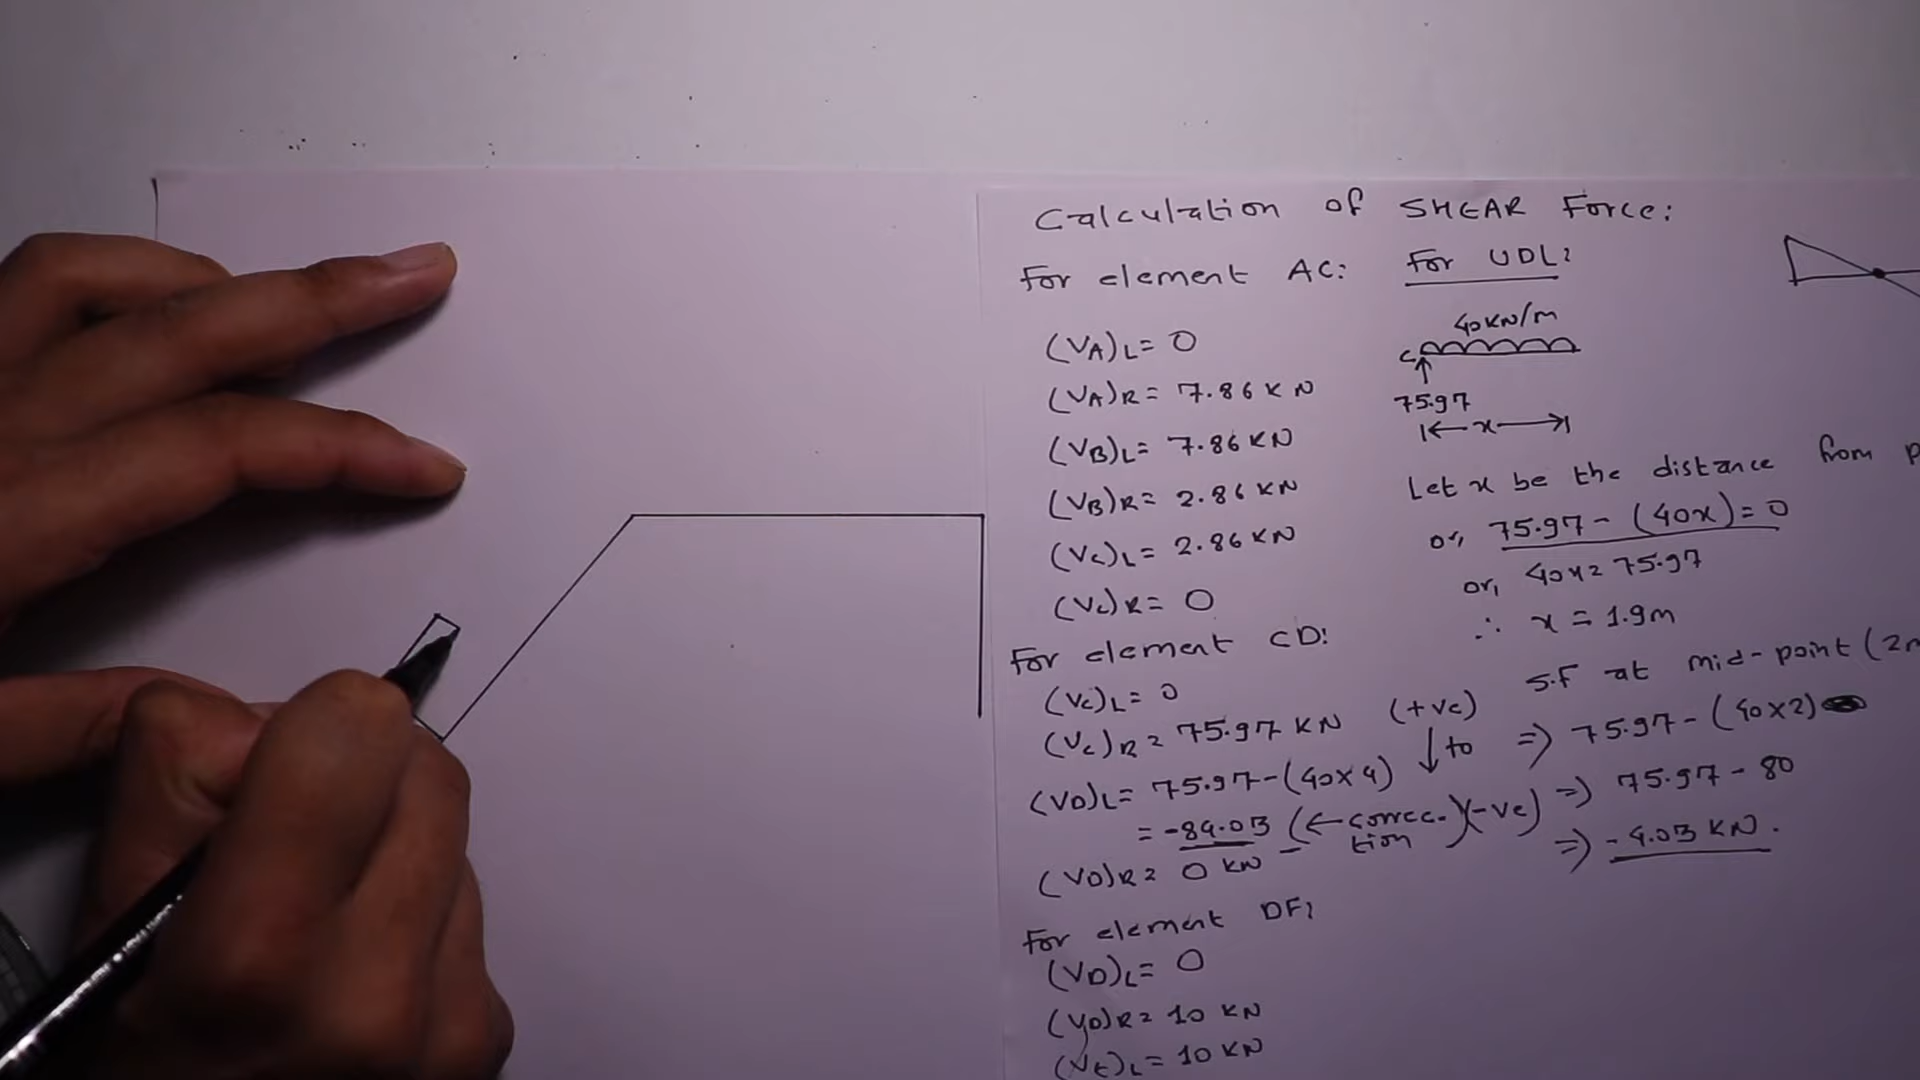 Calculation of SHEAR Force:
For element AC:
(VA)L = 0
(VA)R = 7.86 KN
(VB)L = 7.86 KN
(VB)R = 2.86 KN
(Vc)L = 2.86 KN
(Vc)R = 0
For element CD:
(Vc)L = 0
(Vc)R = 75.97 KN (+ve)
↓ to
(VD)L = 75.97-(40x4)
= -84.03 (←correc-tion)(-ve)
(VD)R = 0 KN
For element DF:
(VD)L = 0
(VD)R = 10 KN
(VE)L = 10 KN
For UDL:
40KN/m
C
75.97
x
Let x be the distance from
or, 75.97 - (40x) = 0
or, 40x = 75.97
∴ x = 1.9m
S.F at mid-point (2
=> 75.97 - (40x2)
=> 75.97 - 80
=> -4.03 KN.